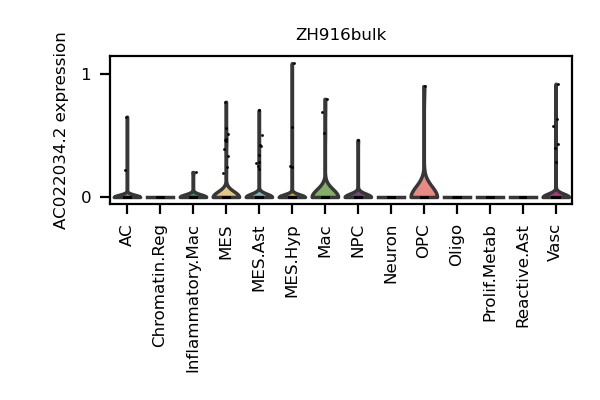 ZH916bulk
AC022034.2 expression
1
0
AC
Chromatin.Reg
Inflammatory.Mac
MES
MES.Ast
MES.Hyp
Mac
NPC
Neuron
OPC
Oligo
Prolif.Metab
Reactive.Ast
Vasc